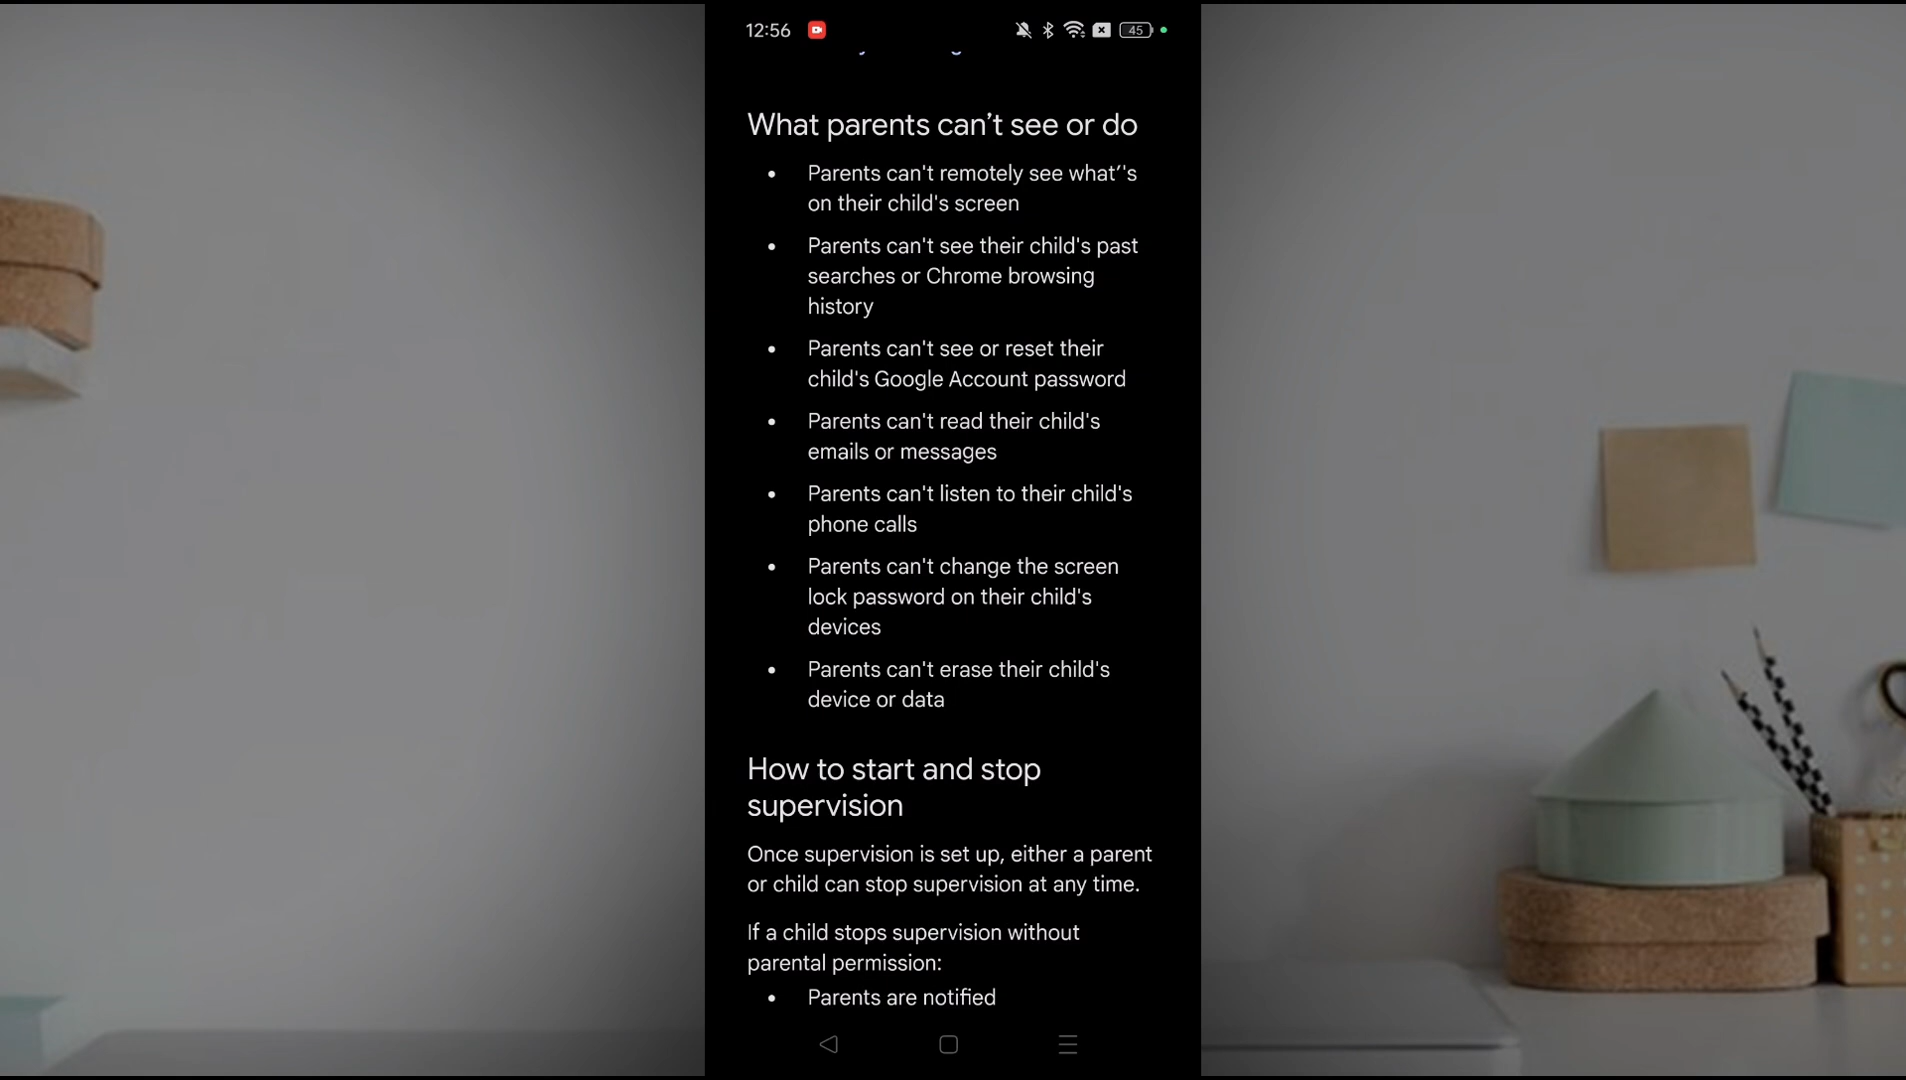 12:56
45
What parents can’t see or do
• Parents can't remotely see what’'s
on their child's screen
• Parents can't see their child's past
searches or Chrome browsing
history
• Parents can't see or reset their
child's Google Account password
• Parents can't read their child's
emails or messages
• Parents can't listen to their child's
phone calls
• Parents can't change the screen
lock password on their child's
devices
• Parents can't erase their child's
device or data
How to start and stop
supervision
Once supervision is set up, either a parent
or child can stop supervision at any time.
If a child stops supervision without
parental permission:
• Parents are notified